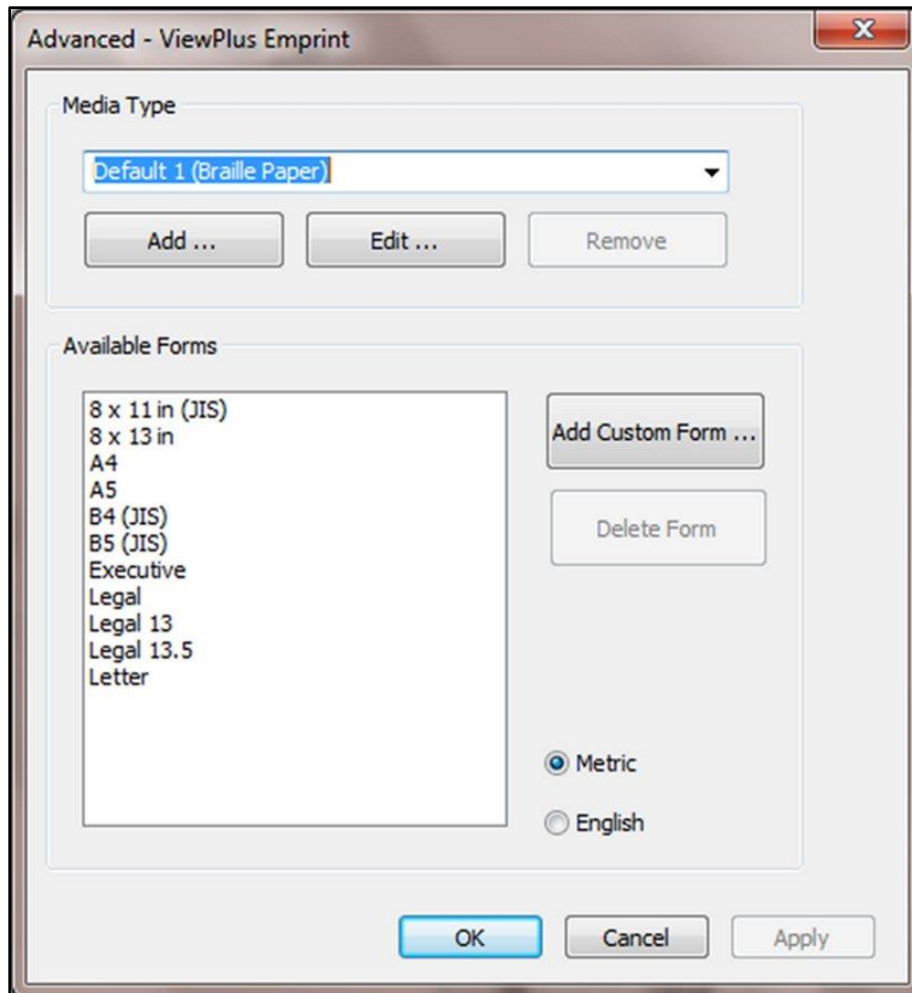 Advanced - ViewPlus Emprint
Media Type
Default 1 (Braille Paper)
Add ... Edit ... Remove
Available Forms
8 x 11 in (JIS)
8 x 13 in
A4
A5
B4 (JIS)
B5 (JIS)
Executive
Legal
Legal 13
Legal 13.5
Letter
Add Custom Form ...
Delete Form
Metric
English
OK Cancel Apply